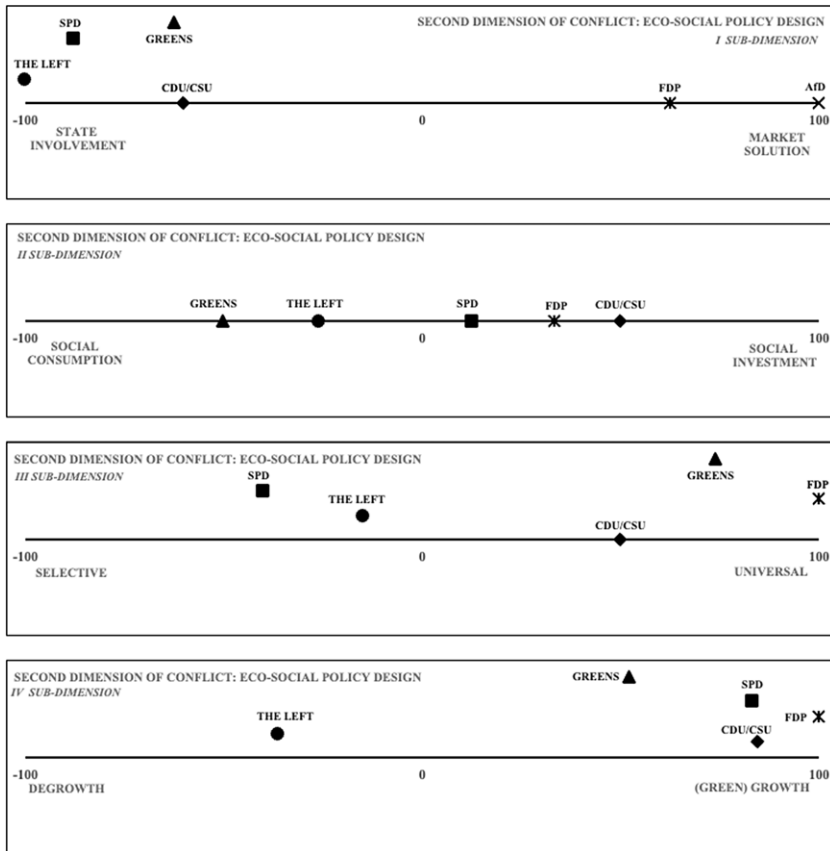 SECOND DIMENSION OF CONFLICT: ECO-SOCIAL POLICY DESIGN
I SUB-DIMENSION
SPD
GREENS
THE LEFT
CDU/CSU
FDP
AfD
-100
0
100
STATE
INVOLVEMENT
MARKET
SOLUTION
SECOND DIMENSION OF CONFLICT: ECO-SOCIAL POLICY DESIGN
II SUB-DIMENSION
GREENS
THE LEFT
SPD
FDP
CDU/CSU
-100
0
100
SOCIAL
CONSUMPTION
SOCIAL
INVESTMENT
SECOND DIMENSION OF CONFLICT: ECO-SOCIAL POLICY DESIGN
III SUB-DIMENSION
SPD
THE LEFT
GREENS
FDP
CDU/CSU
-100
0
100
SELECTIVE
UNIVERSAL
SECOND DIMENSION OF CONFLICT: ECO-SOCIAL POLICY DESIGN
IV SUB-DIMENSION
GREENS
SPD
THE LEFT
FDP
CDU/CSU
-100
0
100
DEGROWTH
(GREEN) GROWTH